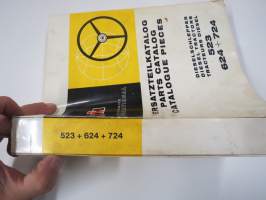 ERSATZTEILKATALOG
PARTS CATALOG
CATALOGUE PIECES
DIESELSCHLEPPER
DIESEL TRACTORS
TRACTEURS DIESEL
523
624+724
523 + 624 + 724